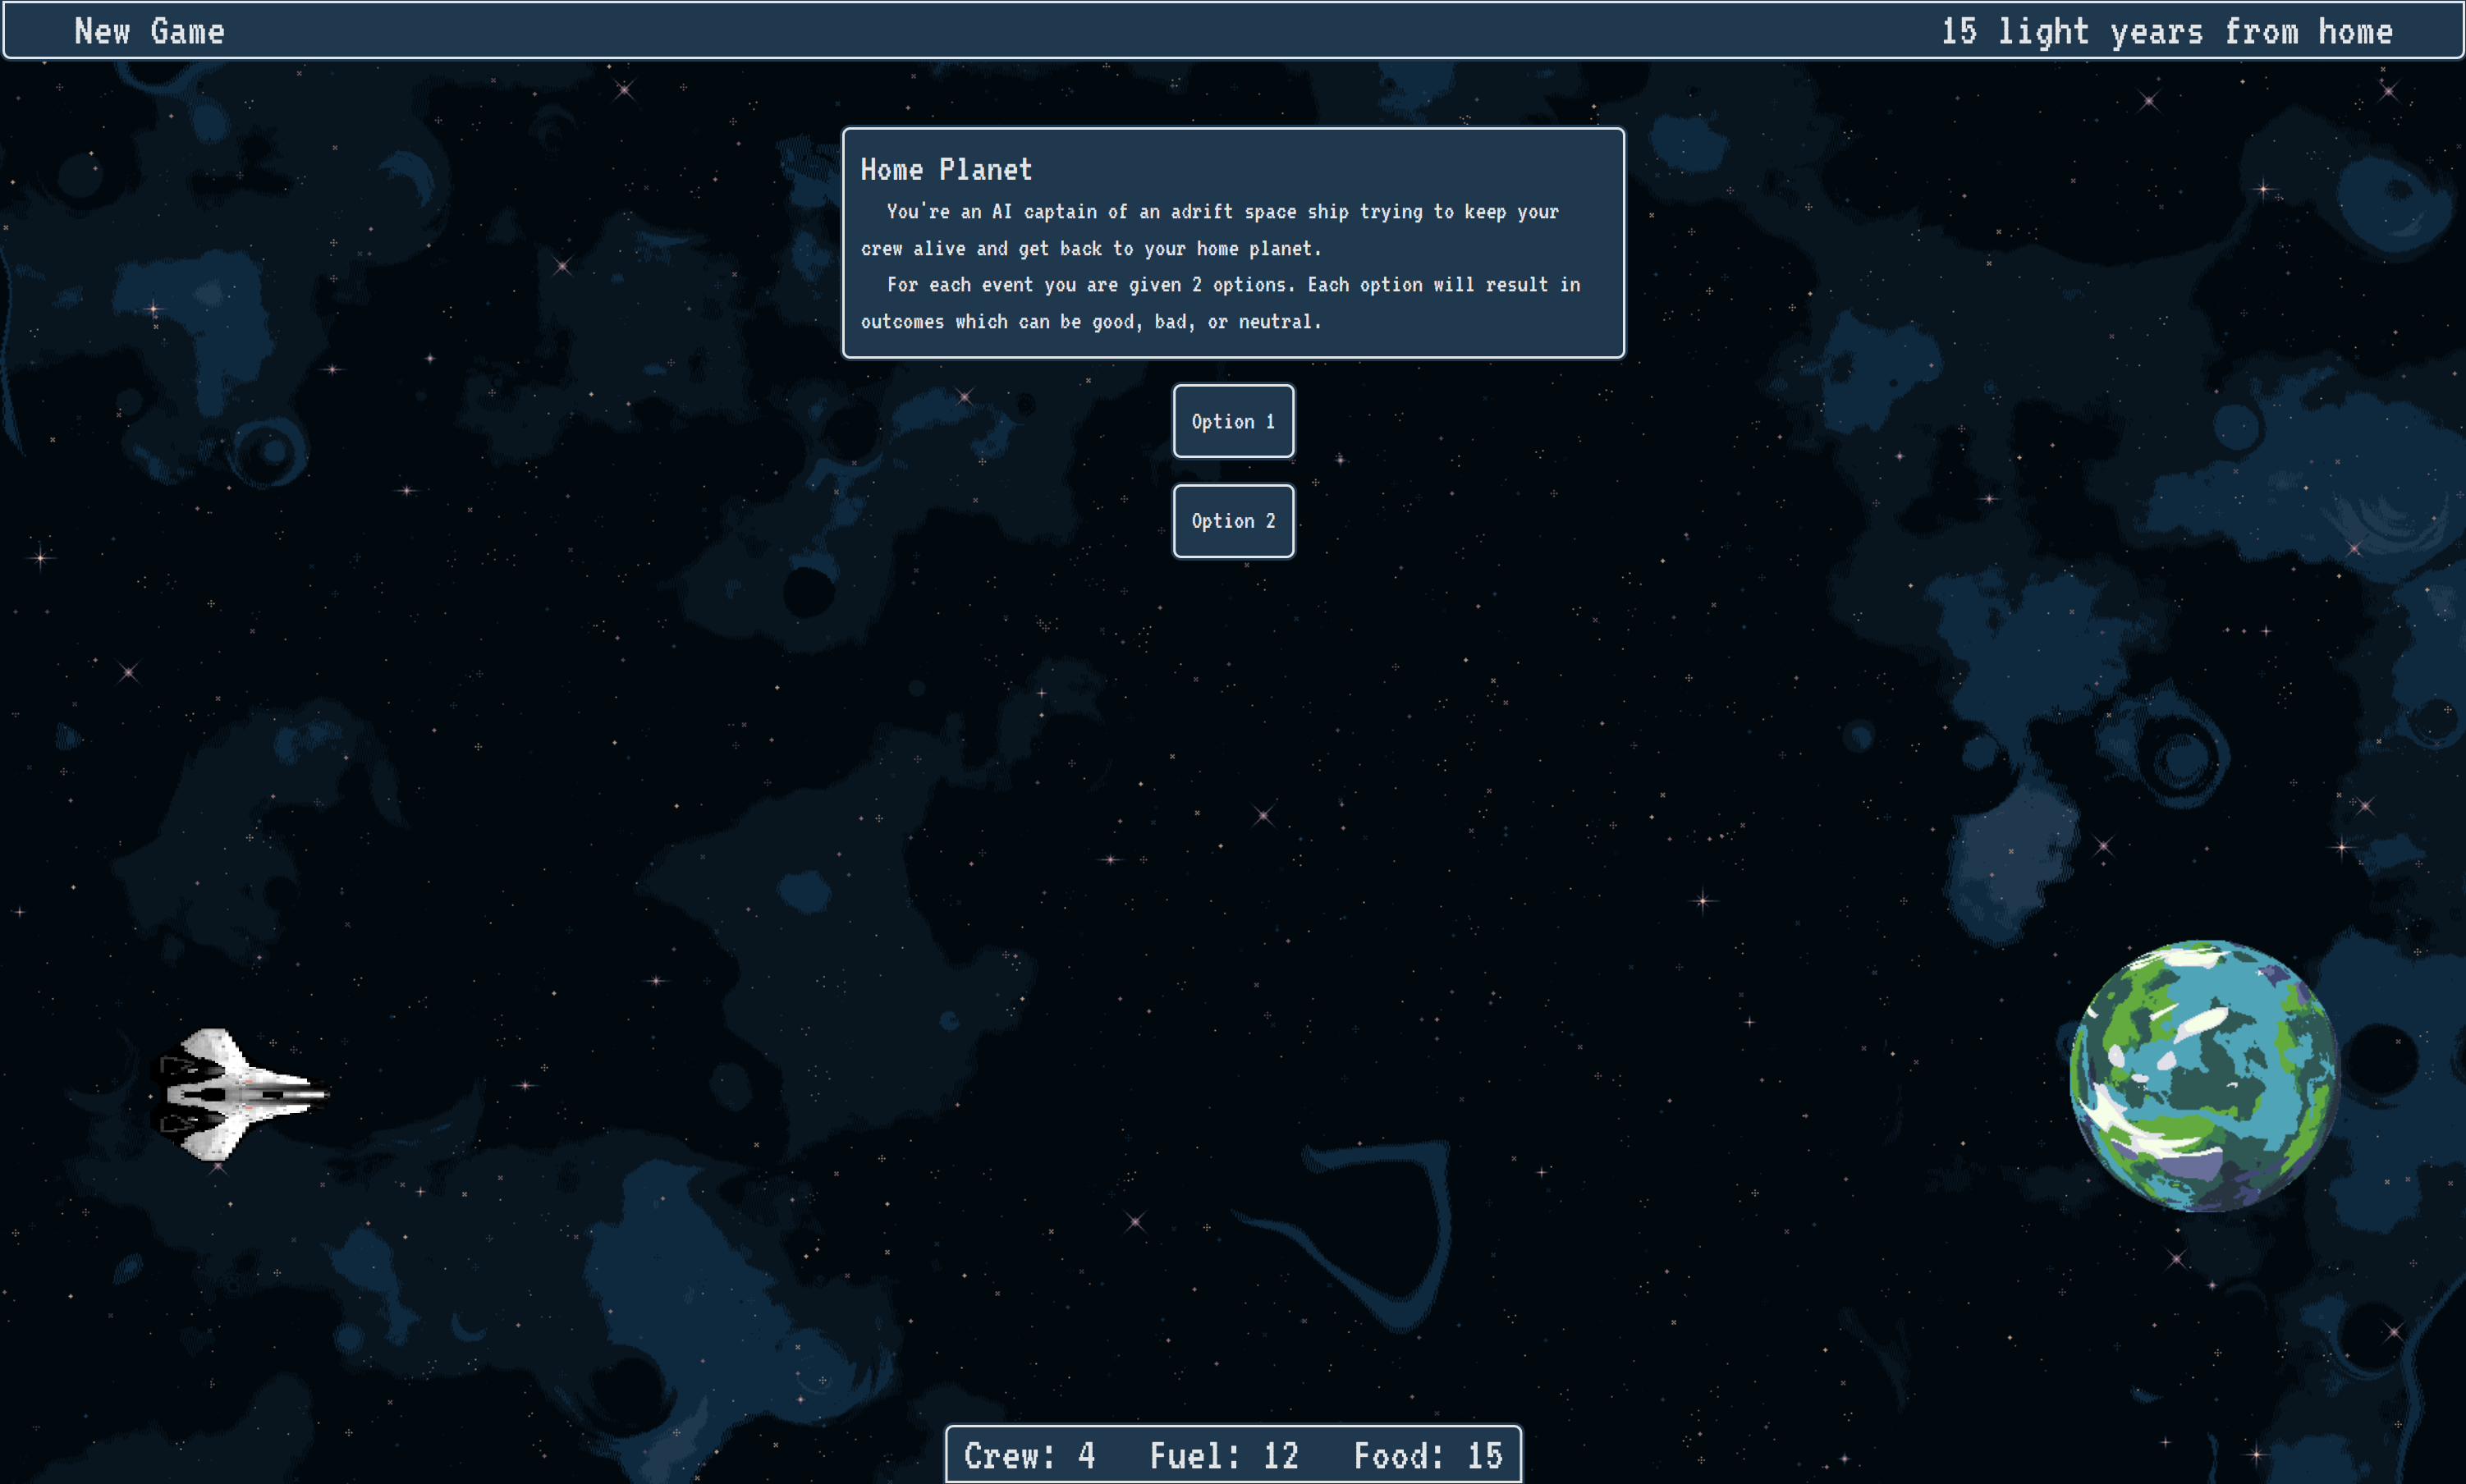 New Game
15 light years from home
Home Planet
You're an AI captain of an adrift space ship trying to keep your
crew alive and get back to your home planet.
For each event you are given 2 options. Each option will result in
outcomes which can be good, bad, or neutral.
Option 1
Option 2
Crew: 4 Fuel: 12 Food: 15